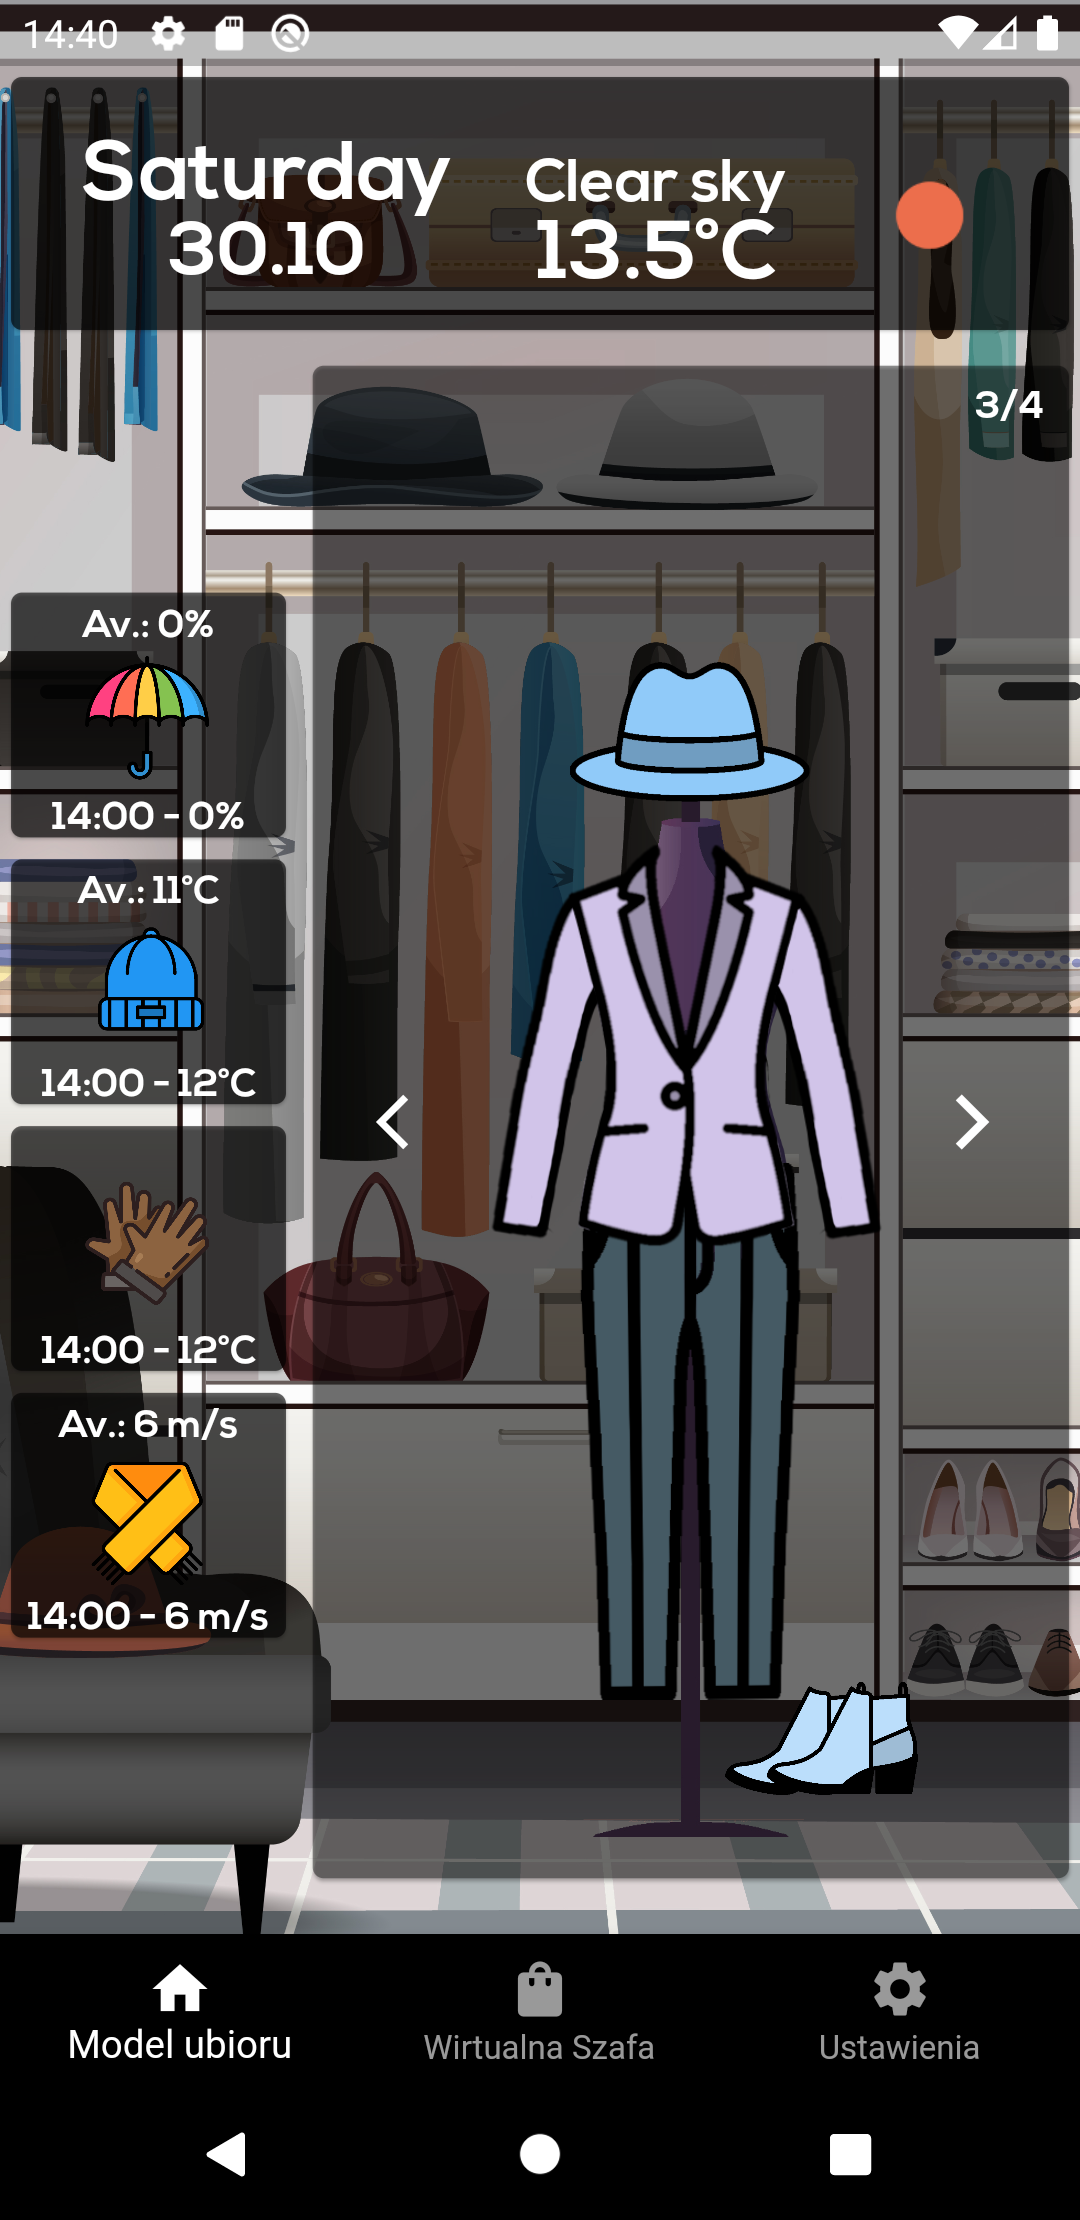 14:40
Saturday
30.10
Clear sky
13.5°C
3/4
Av.: 0%
14:00 - 0%
Av.: 11°C
14:00 - 12°C
14:00 - 12°C
Av.: 6 m/s
14:00 - 6 m/s
Model ubioru
Wirtualna Szafa
Ustawienia